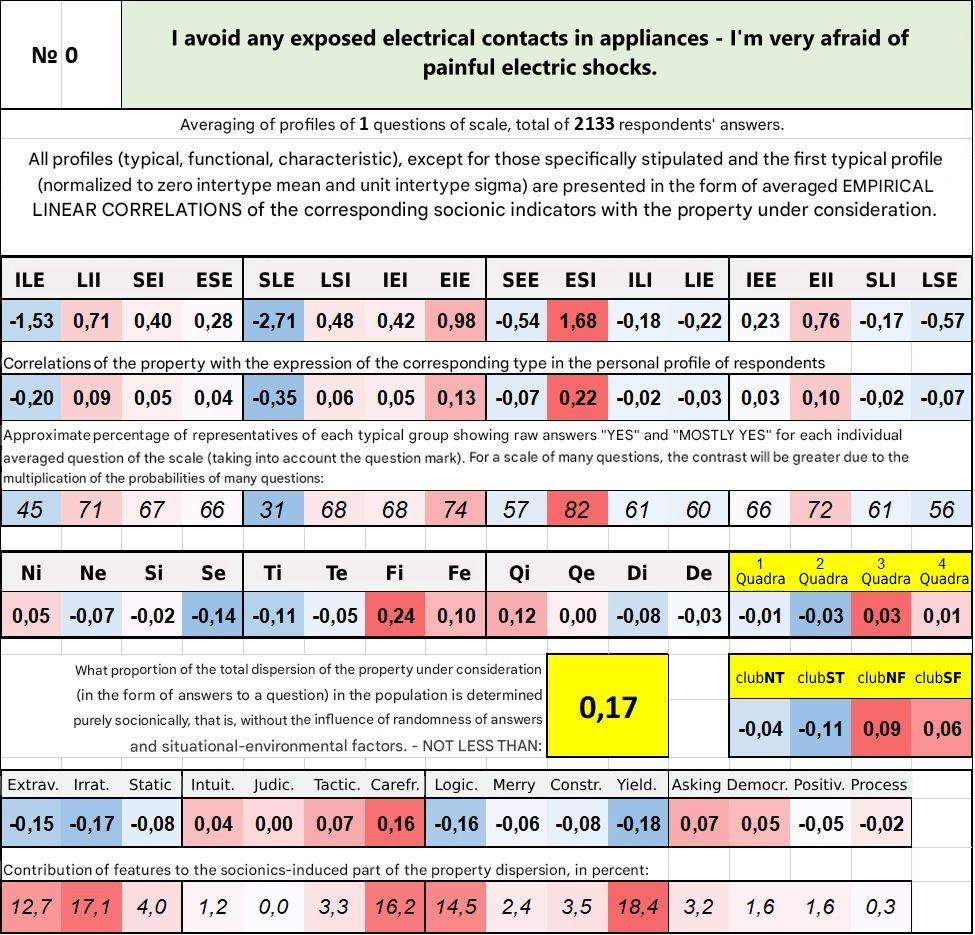 № 0
I avoid any exposed electrical contacts in appliances - I'm very afraid of
painful electric shocks.
Averaging of profiles of 1 questions of scale, total of 2133 respondents' answers.
All profiles (typical, functional, characteristic), except for those specifically stipulated and the first typical profile
(normalized to zero intertype mean and unit intertype sigma) are presented in the form of averaged EMPIRICAL
LINEAR CORRELATIONS of the corresponding socionic indicators with the property under consideration.
ILE LII SEI ESE SLE LSI IEI EIE SEE ESI ILI LIE IEE EII SLI LSE
-1,53 0,71 0,40 0,28 -2,71 0,48 0,42 0,98 -0,54 1,68 -0,18 -0,22 0,23 0,76 -0,17 -0,57
Correlations of the property with the expression of the corresponding type in the personal profile of respondents
-0,20 0,09 0,05 0,04 -0,35 0,06 0,05 0,13 -0,07 0,22 -0,02 -0,03 0,03 0,10 -0,02 -0,07
Approximate percentage of representatives of each typical group showing raw answers "YES" and "MOSTLY YES" for each individual
averaged question of the scale (taking into account the question mark). For a scale of many questions, the contrast will be greater due to the
multiplication of the probabilities of many questions:
45 71 67 66 31 68 68 74 57 82 61 60 66 72 61 56
Ni Ne Si Se Ti Te Fi Fe Qi Qe Di De 1 Quadra 2 Quadra 3 Quadra 4 Quadra
0,05 -0,07 -0,02 -0,14 -0,11 -0,05 0,24 0,10 0,12 0,00 -0,08 -0,03 -0,01 -0,03 0,03 0,01
What proportion of the total dispersion of the property under consideration
(in the form of answers to a question) in the population is determined
purely socionically, that is, without the influence of randomness of answers
and situational-environmental factors. - NOT LESS THAN:
0,17
clubNT clubST clubNF clubSF
-0,04 -0,11 0,09 0,06
Extrav. Irrat. Static Intuit. Judic. Tactic. Carefr. Logic. Merry Constr. Yield. Asking Democr. Positiv. Process
-0,15 -0,17 -0,08 0,04 0,00 0,07 0,16 -0,16 -0,06 -0,08 -0,18 0,07 0,05 -0,05 -0,02
Contribution of features to the socionics-induced part of the property dispersion, in percent:
12,7 17,1 4,0 1,2 0,0 3,3 16,2 14,5 2,4 3,5 18,4 3,2 1,6 1,6 0,3